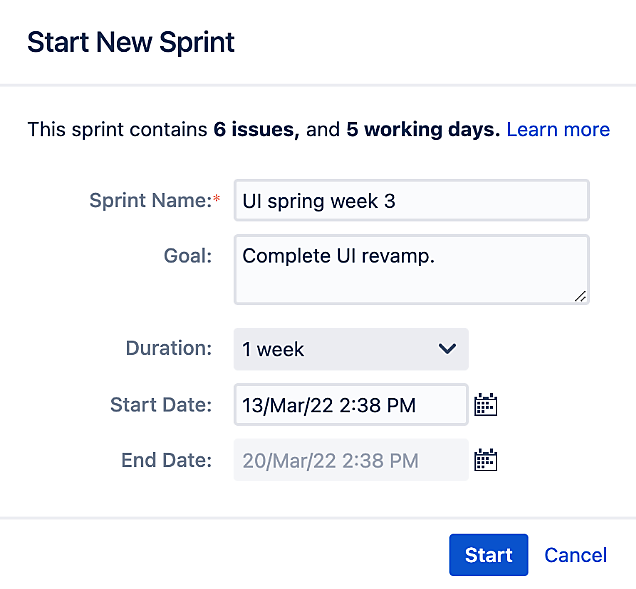 Start New Sprint
This sprint contains 6 issues, and 5 working days. Learn more
Sprint Name:* UI spring week 3
Goal: Complete UI revamp.
Duration: 1 week
Start Date: 13/Mar/22 2:38 PM
End Date: 20/Mar/22 2:38 PM
Start Cancel